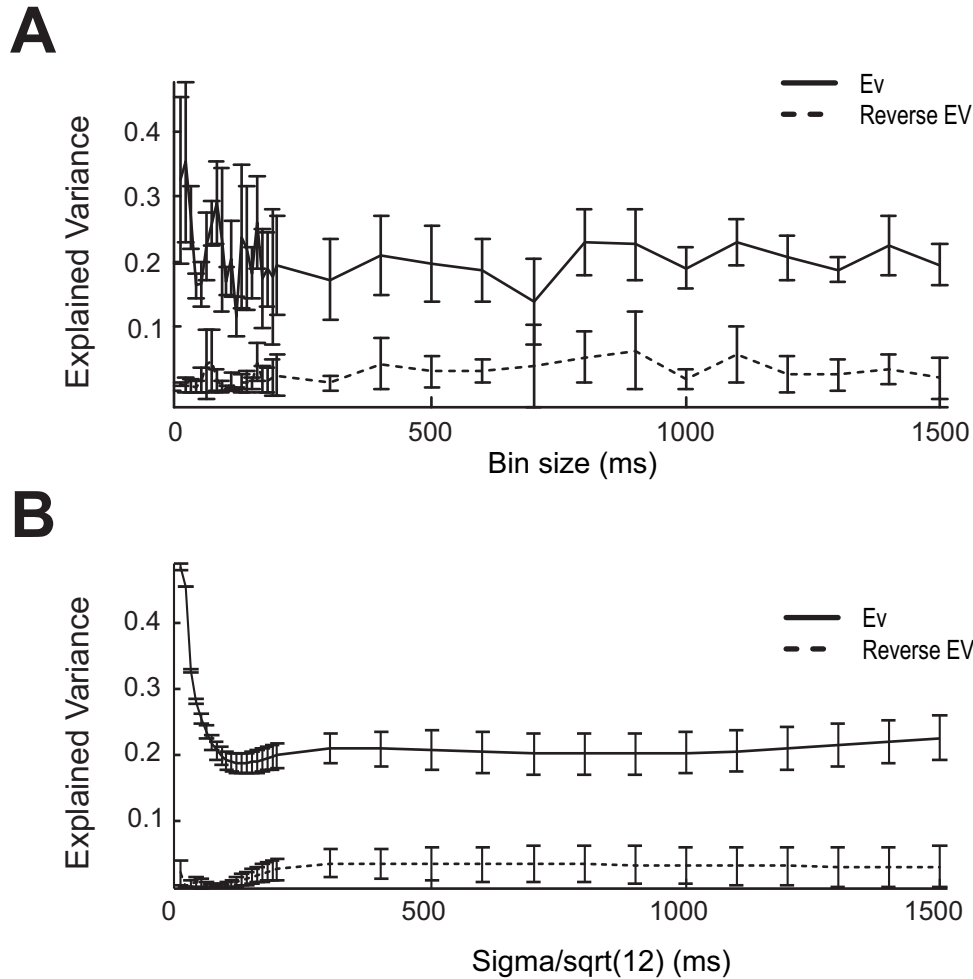 A
Ev
Reverse EV
Explained Variance
0.4
0.3
0.2
0.1
0 500 1000 1500
Bin size (ms)
B
Ev
Reverse EV
Explained Variance
0.4
0.3
0.2
0.1
0 500 1000 1500
Sigma/sqrt(12) (ms)